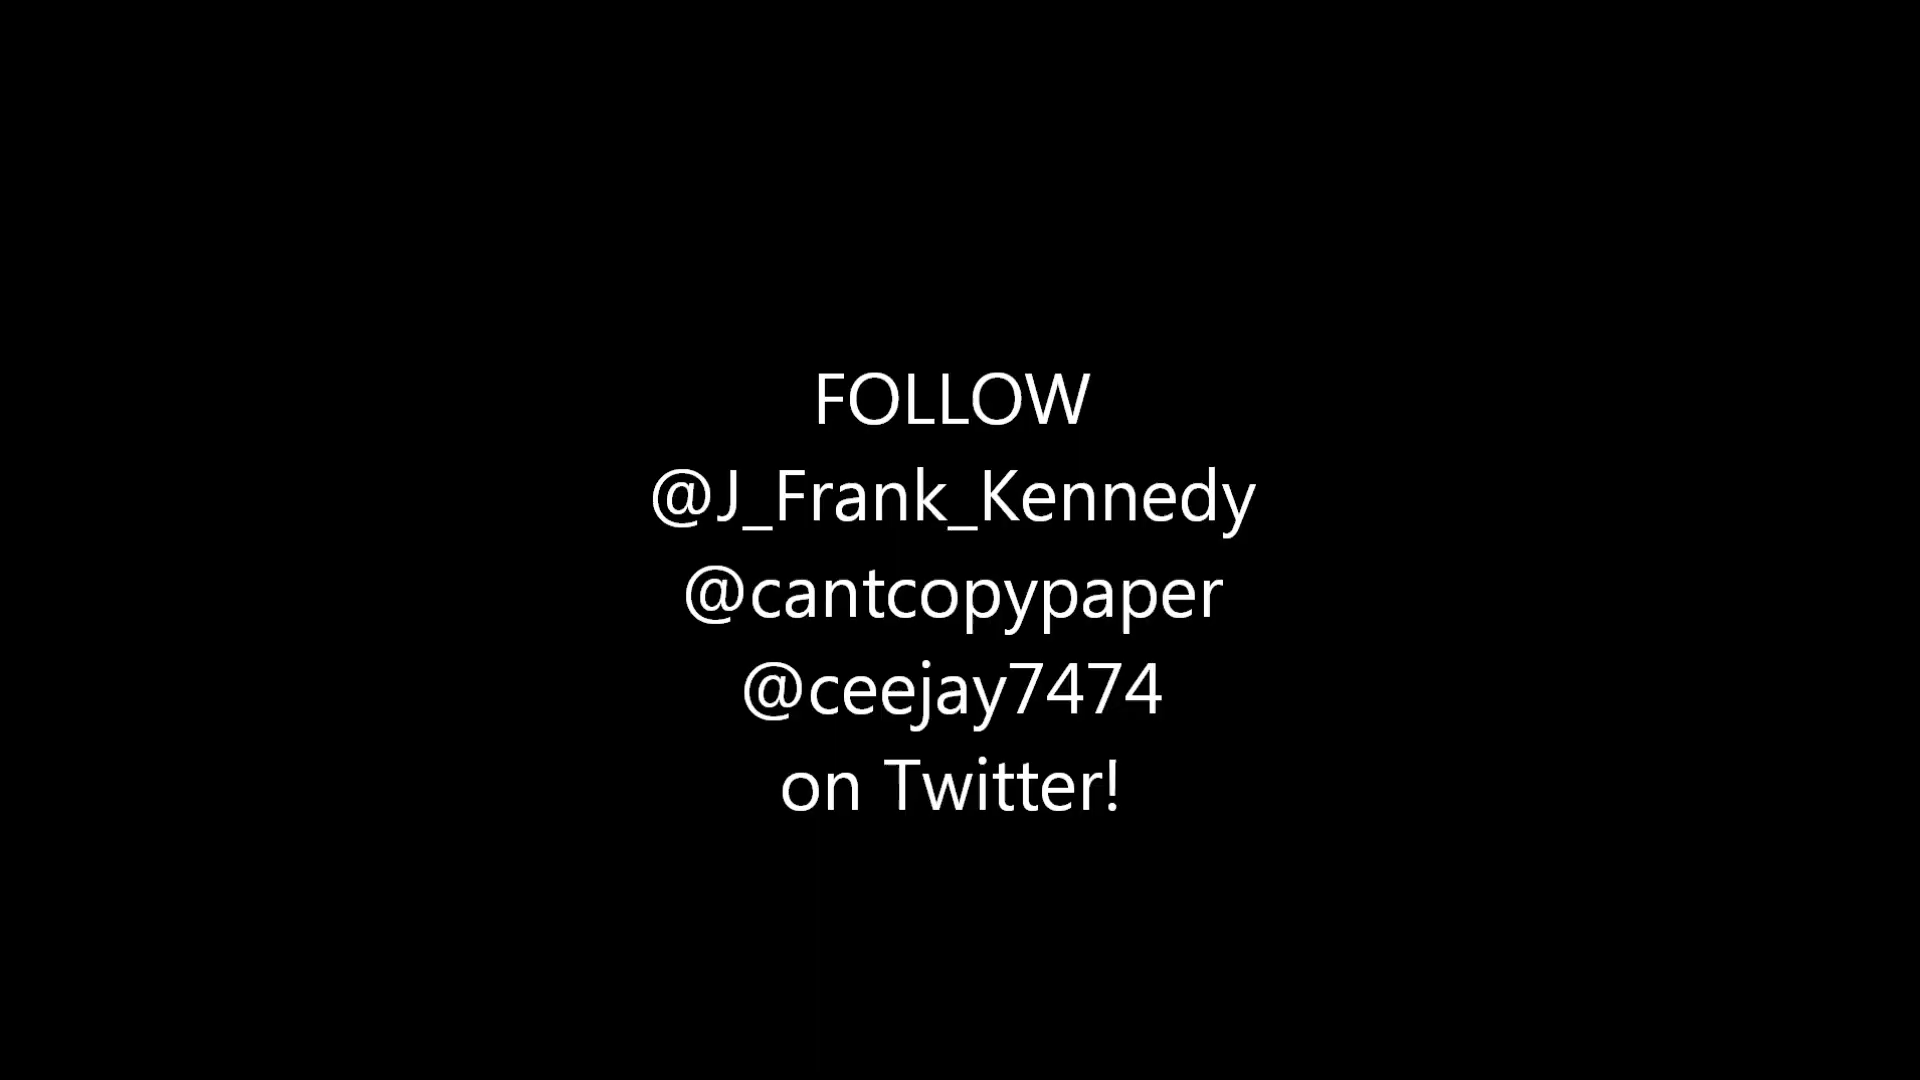 FOLLOW
@J_Frank_Kennedy
@cantcopypaper
@ceejay7474
on Twitter!